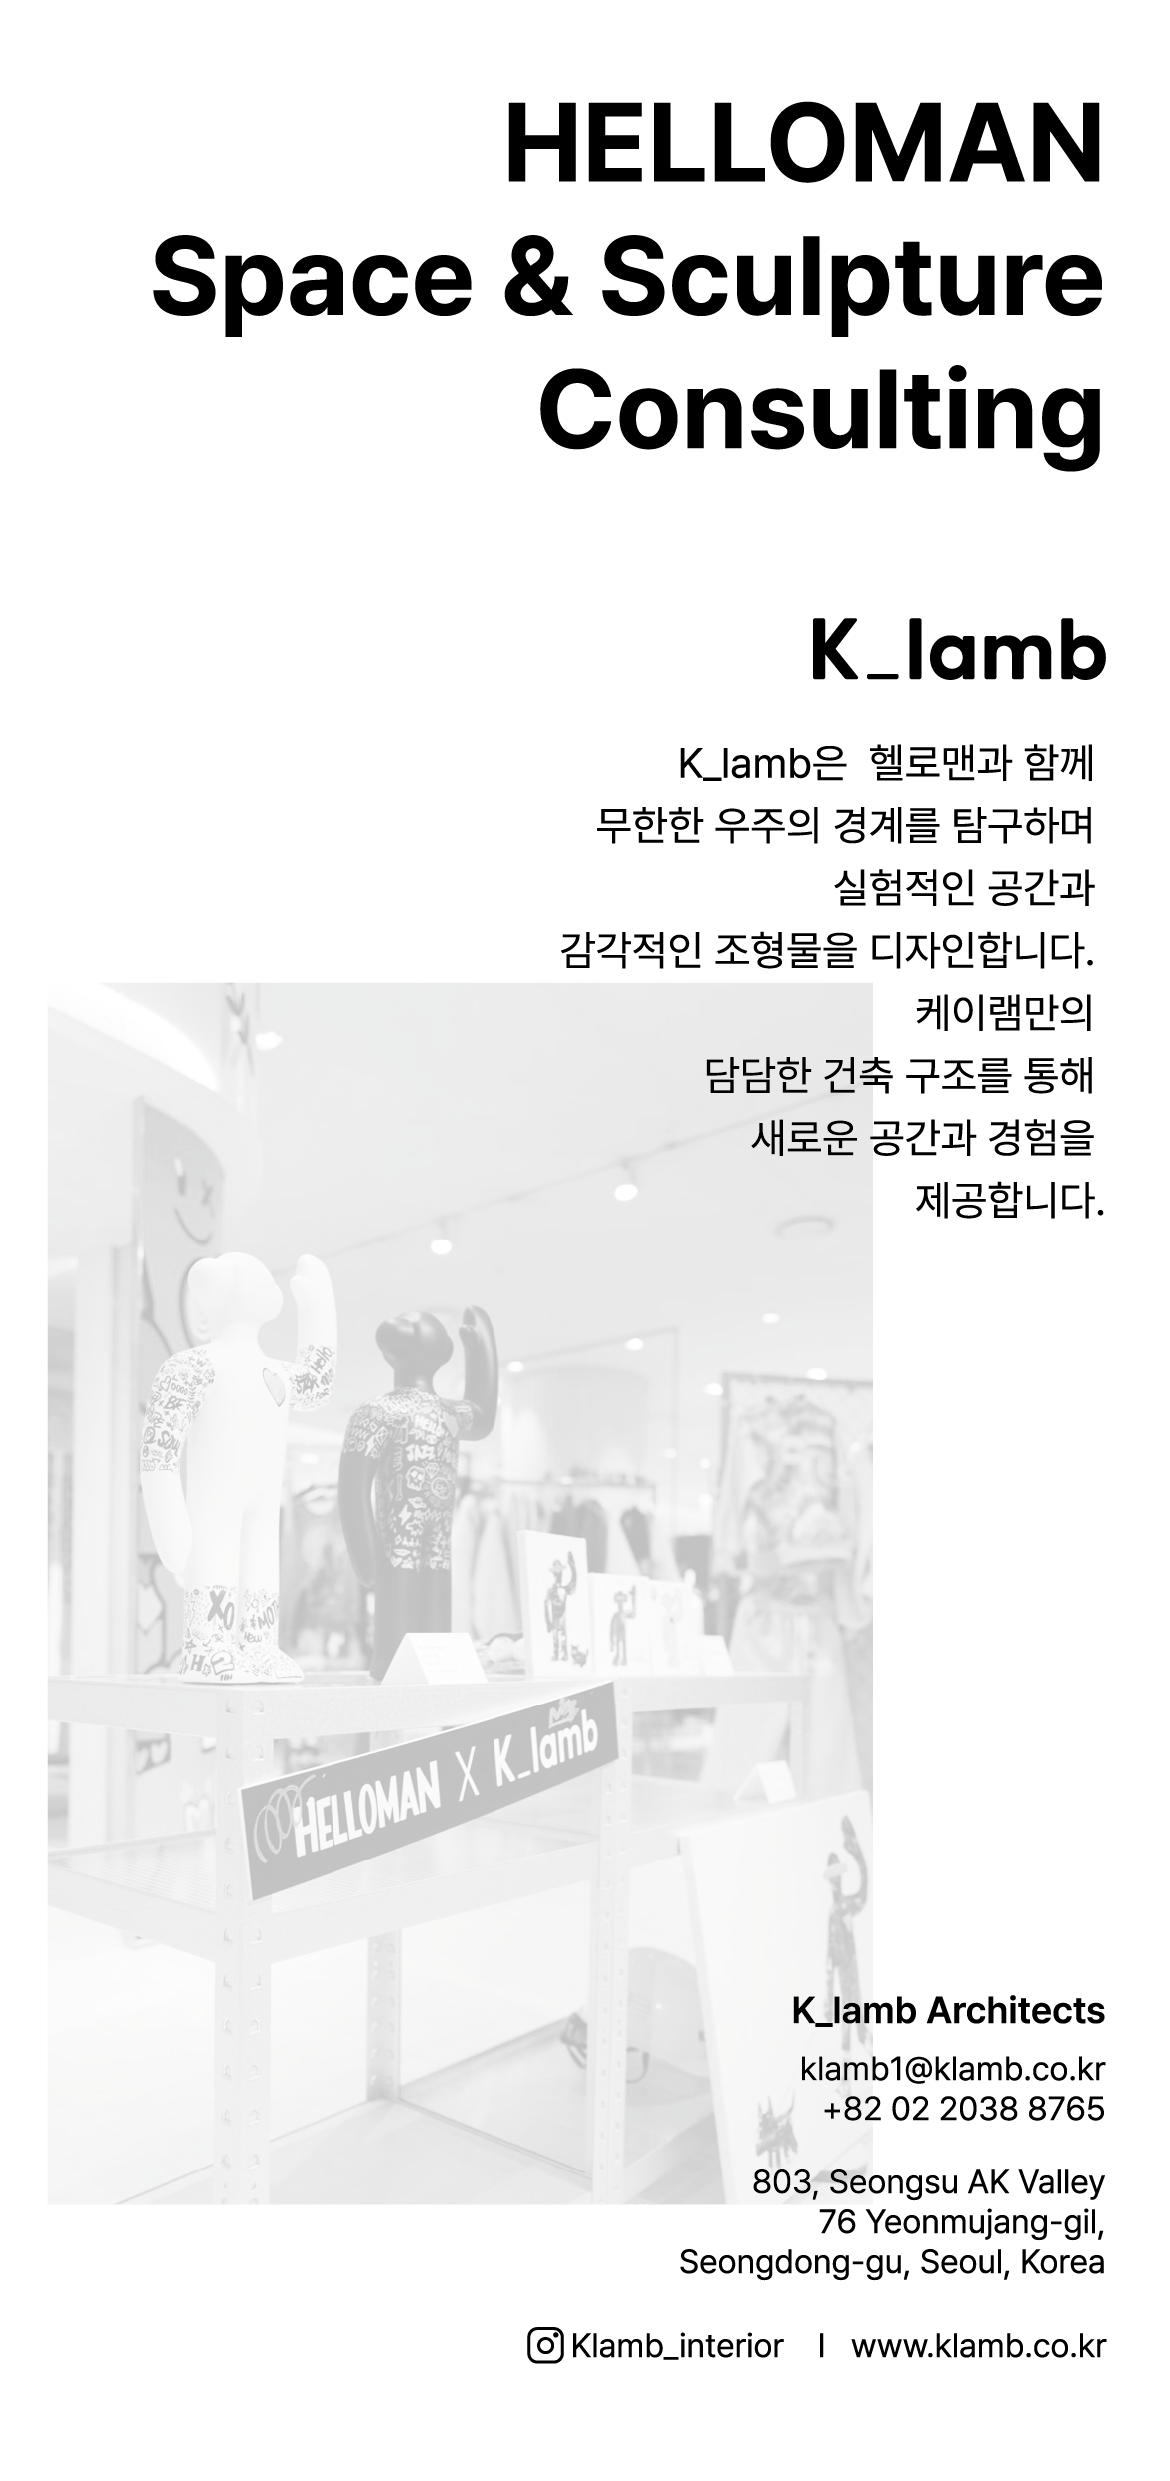 HELLOMAN
Space & Sculpture
Consulting
K_lamb
K_lamb은 헬로맨과 함께
무한한 우주의 경계를 탐구하며
실험적인 공간과
감각적인 조형물을 디자인합니다.
케이램만의
담담한 건축 구조를 통해
새로운 공간과 경험을
제공합니다.
XO
HELLOMAN X K_lamb
K_lamb Architects
klamb1@klamb.co.kr
+82 02 2038 8765
803, Seongsu AK Valley
76 Yeonmujang-gil,
Seongdong-gu, Seoul, Korea
Klamb_interior l www.klamb.co.kr